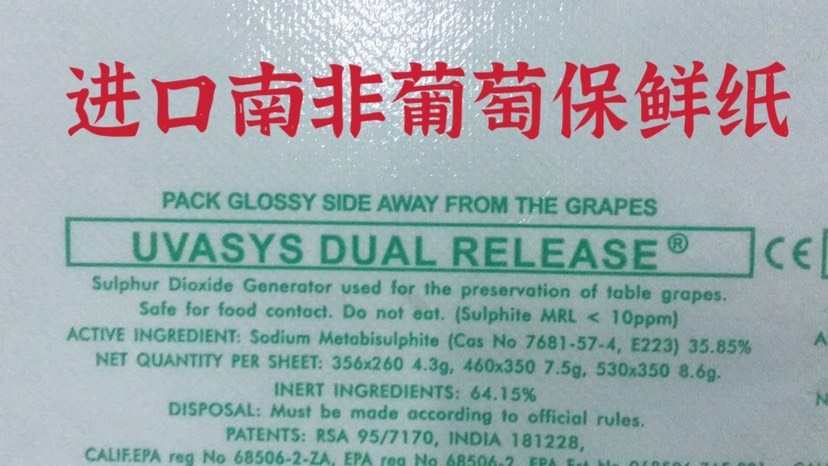 进口南非葡萄保鲜纸
PACK GLOSSY SIDE AWAY FROM THE GRAPES
UVASYS DUAL RELEASE® CE
Sulphur Dioxide Generator used for the preservation of table grapes.
Safe for food contact. Do not eat. (Sulphite MRL < 10ppm)
ACTIVE INGREDIENT: Sodium Metabisulphite (Cas No 7681-57-4, E223) 35.85%
NET QUANTITY PER SHEET: 356x260 4.3g, 460x350 7.5g, 530x350 8.6g.
INERT INGREDIENTS: 64.15%
DISPOSAL: Must be made according to official rules.
PATENTS: RSA 95/7170, INDIA 181228,
CALIF.EPA reg No 68506-2-ZA, EPA reg No 68506-2, EPA Est No